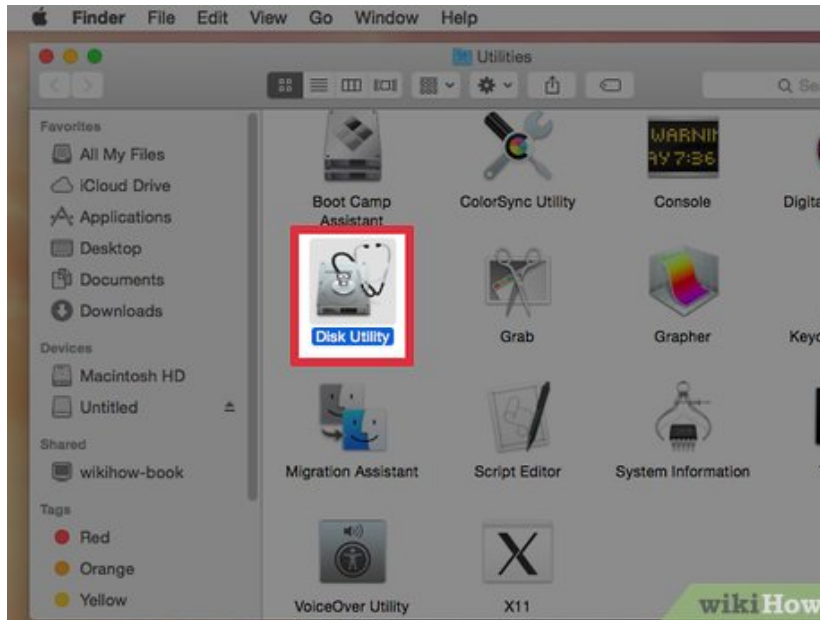 Finder File Edit View Go Window Help
Utilities
Favorites
All My Files
iCloud Drive
Applications
Desktop
Documents
Downloads
Devices
Macintosh HD
Untitled
Shared
wikihow-book
Tags
Red
Orange
Yellow
Boot Camp
Assistant
ColorSync Utility
WARNIN
AY 7:36
Console
Disk Utility
Grab
Grapher
Migration Assistant
Script Editor
System Information
VoiceOver Utility
X11
wikiHow